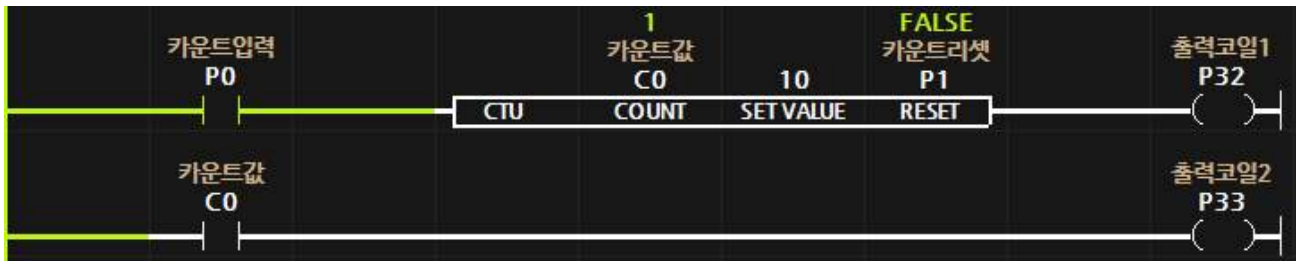 1 FALSE
카운트입력 카운트값 카운트리셋 출력코일1
P0 C0 10 P1 P32
CTU COUNT SET VALUE RESET
카운트값 출력코일2
C0 P33